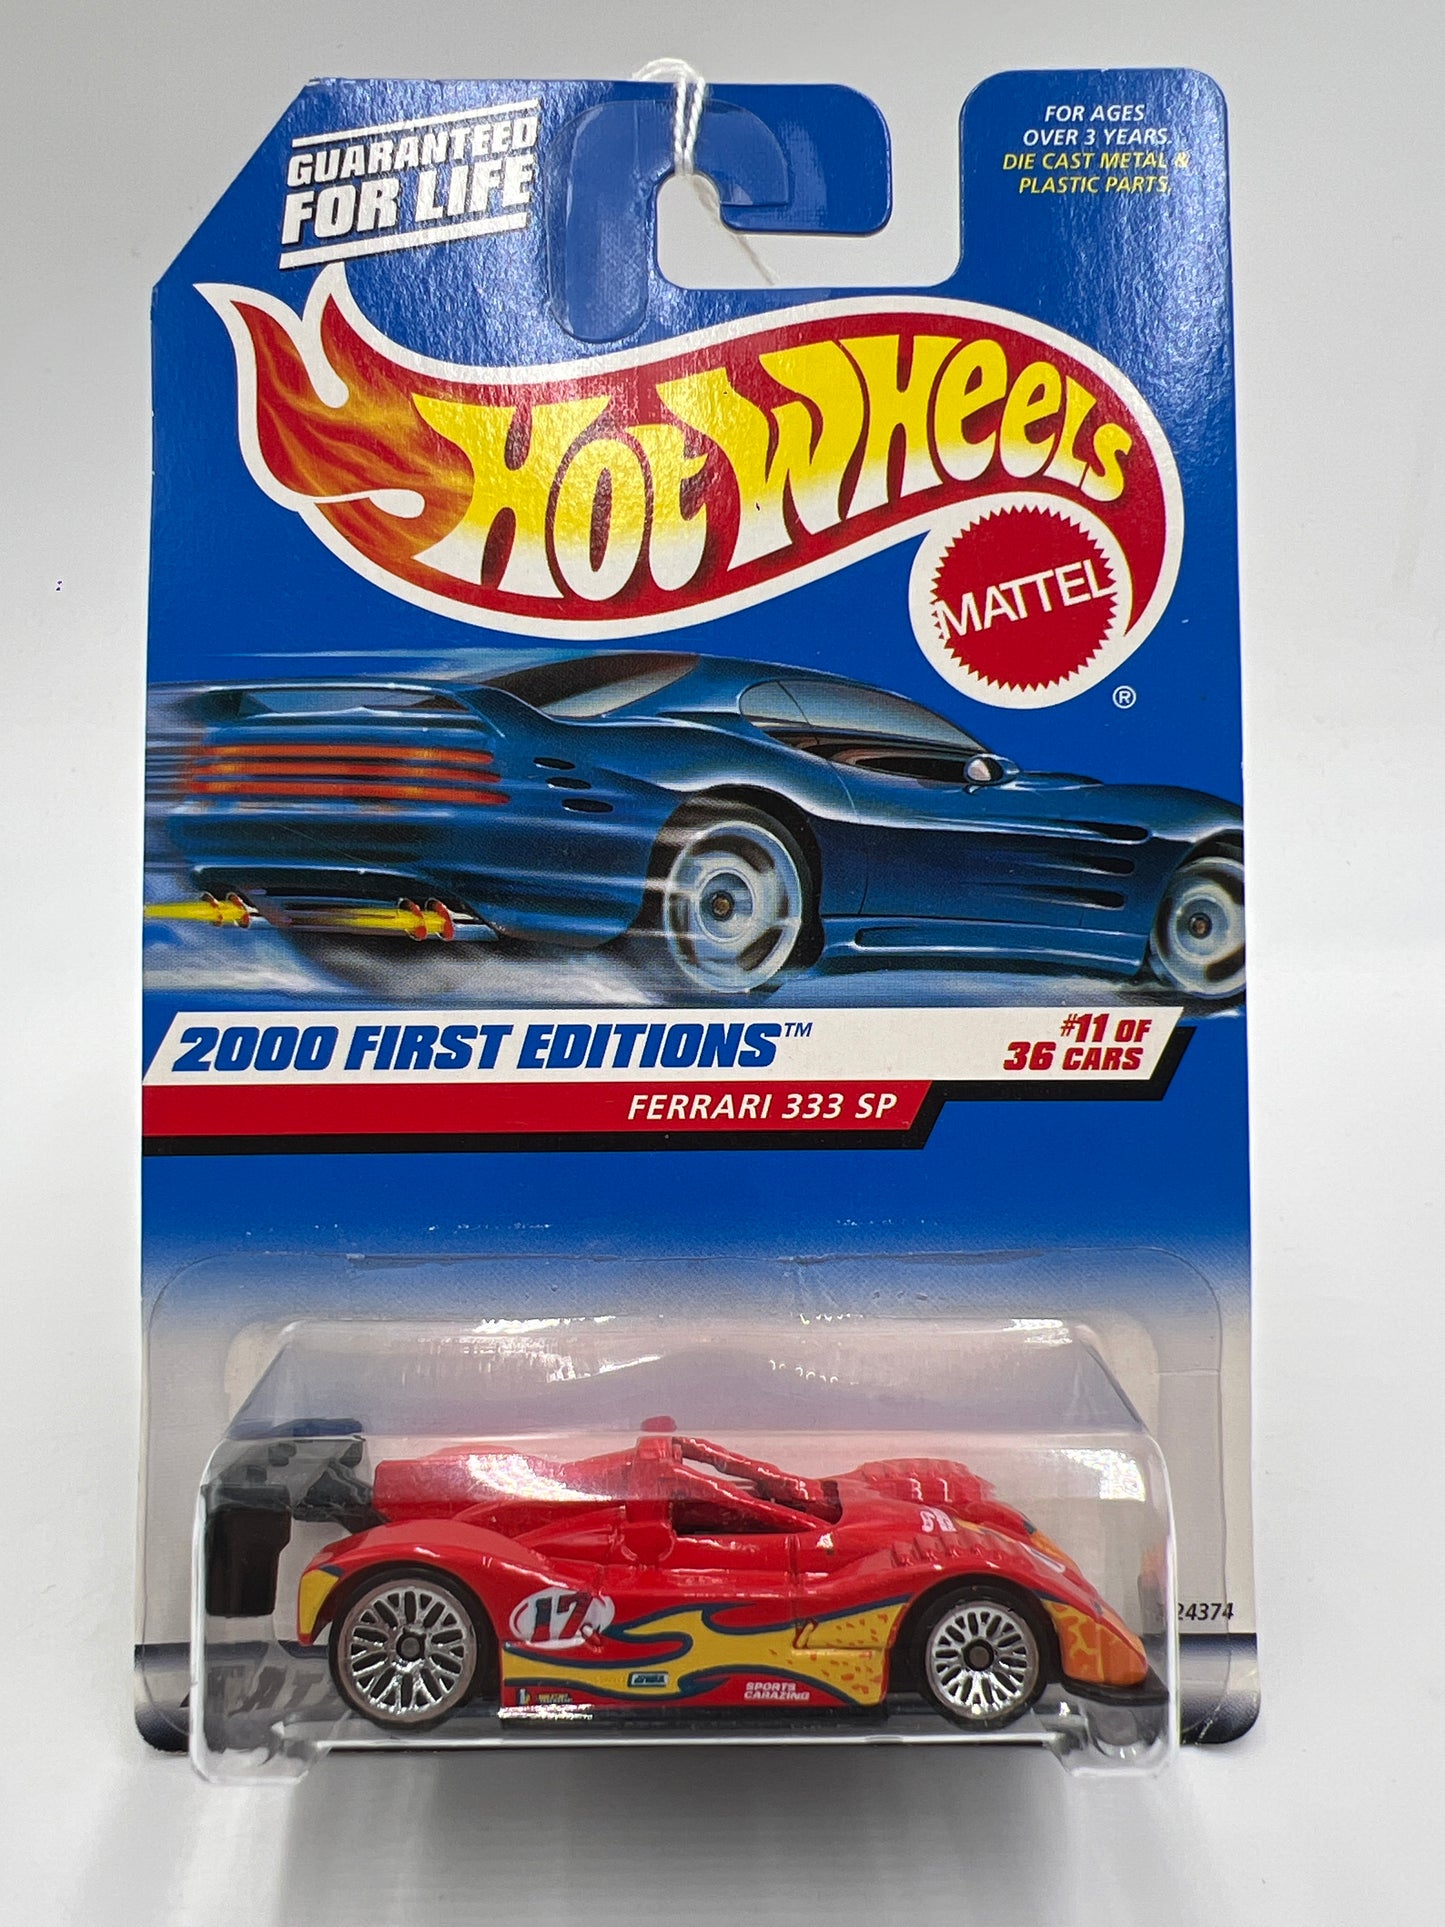 GUARANTEED
FOR LIFE
FOR AGES
OVER 3 YEARS.
DIE CAST METAL &
PLASTIC PARTS.
HOT WHEELS
MATTEL
®
2000 FIRST EDITIONS™
#11 OF
36 CARS
FERRARI 333 SP
17
SPORTS
CARAZING
24374